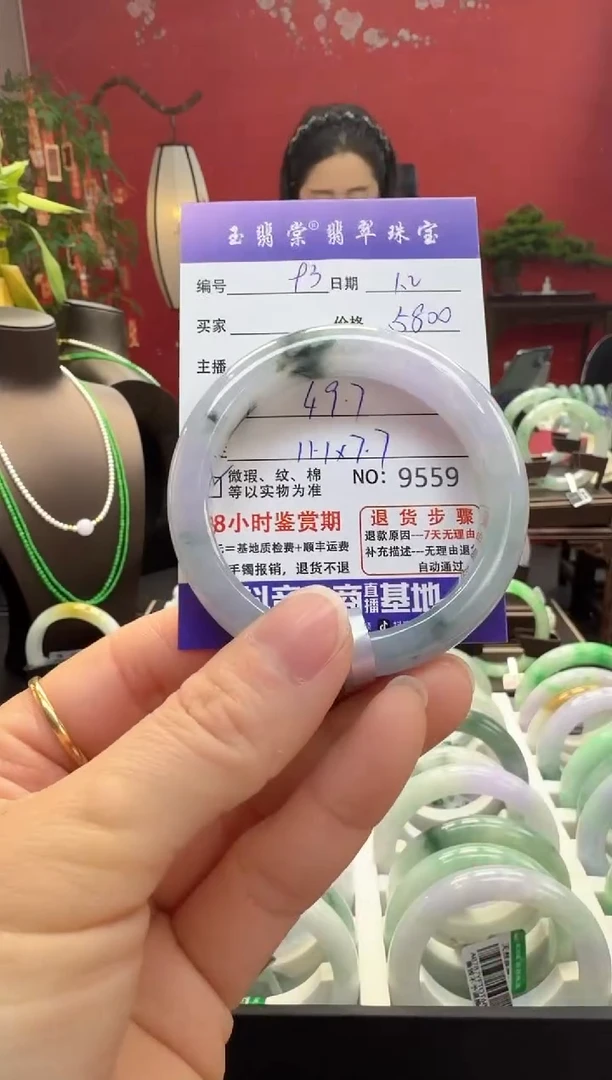 玉翡棠®翡翠珠宝
编号 93 日期 1.2
买家 价格 5800
主播
49.7
11.1x7.7
微瑕、纹、棉
等以实物为准
NO: 9559
8小时鉴赏期
=基地质检费+顺丰运费
手镯报销，退货不退
退货步骤
退款原因---7天无理由
补充描述---无理由退
自动通过
商直播基地